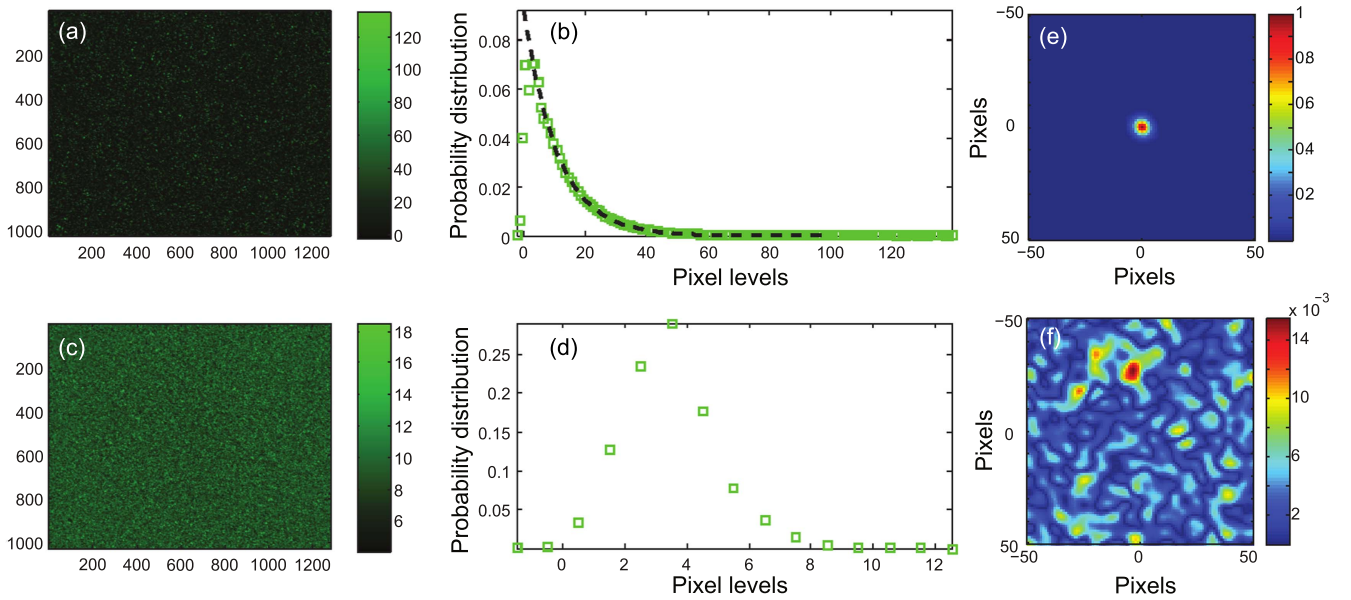 (a)
200
400
600
800
1000
200 400 600 800 1000 1200
120
100
80
60
40
20
0
(b)
Probability distribution
0.08
0.06
0.04
0.02
0
0 20 40 60 80 100 120
Pixel levels
(e)
Pixels
−50
0
50
−50 0 50
Pixels
1
08
06
04
02
(c)
200
400
600
800
1000
200 400 600 800 1000 1200
18
16
14
12
10
8
6
(d)
Probability distribution
0.25
0.2
0.15
0.1
0.05
0 2 4 6 8 10 12
Pixel levels
(f)
Pixels
−50
0
50
−50 0 50
Pixels
x 10−3
14
10
6
2